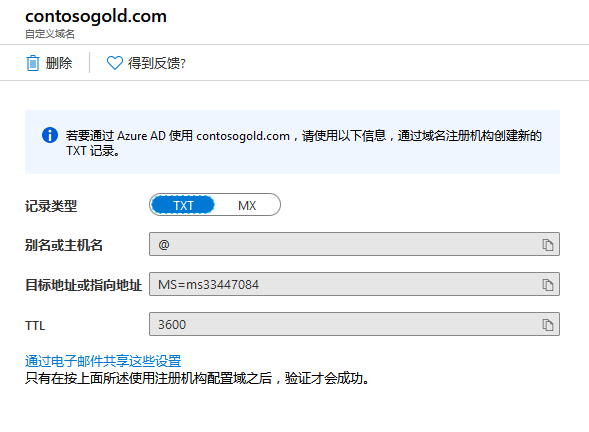 contosogold.com
自定义域名
删除 得到反馈?
若要通过 Azure AD 使用 contosogold.com，请使用以下信息，通过域名注册机构创建新的
TXT 记录。
记录类型 TXT MX
别名或主机名 @
目标地址或指向地址 MS=ms33447084
TTL 3600
通过电子邮件共享这些设置
只有在按上面所述使用注册机构配置域之后，验证才会成功。